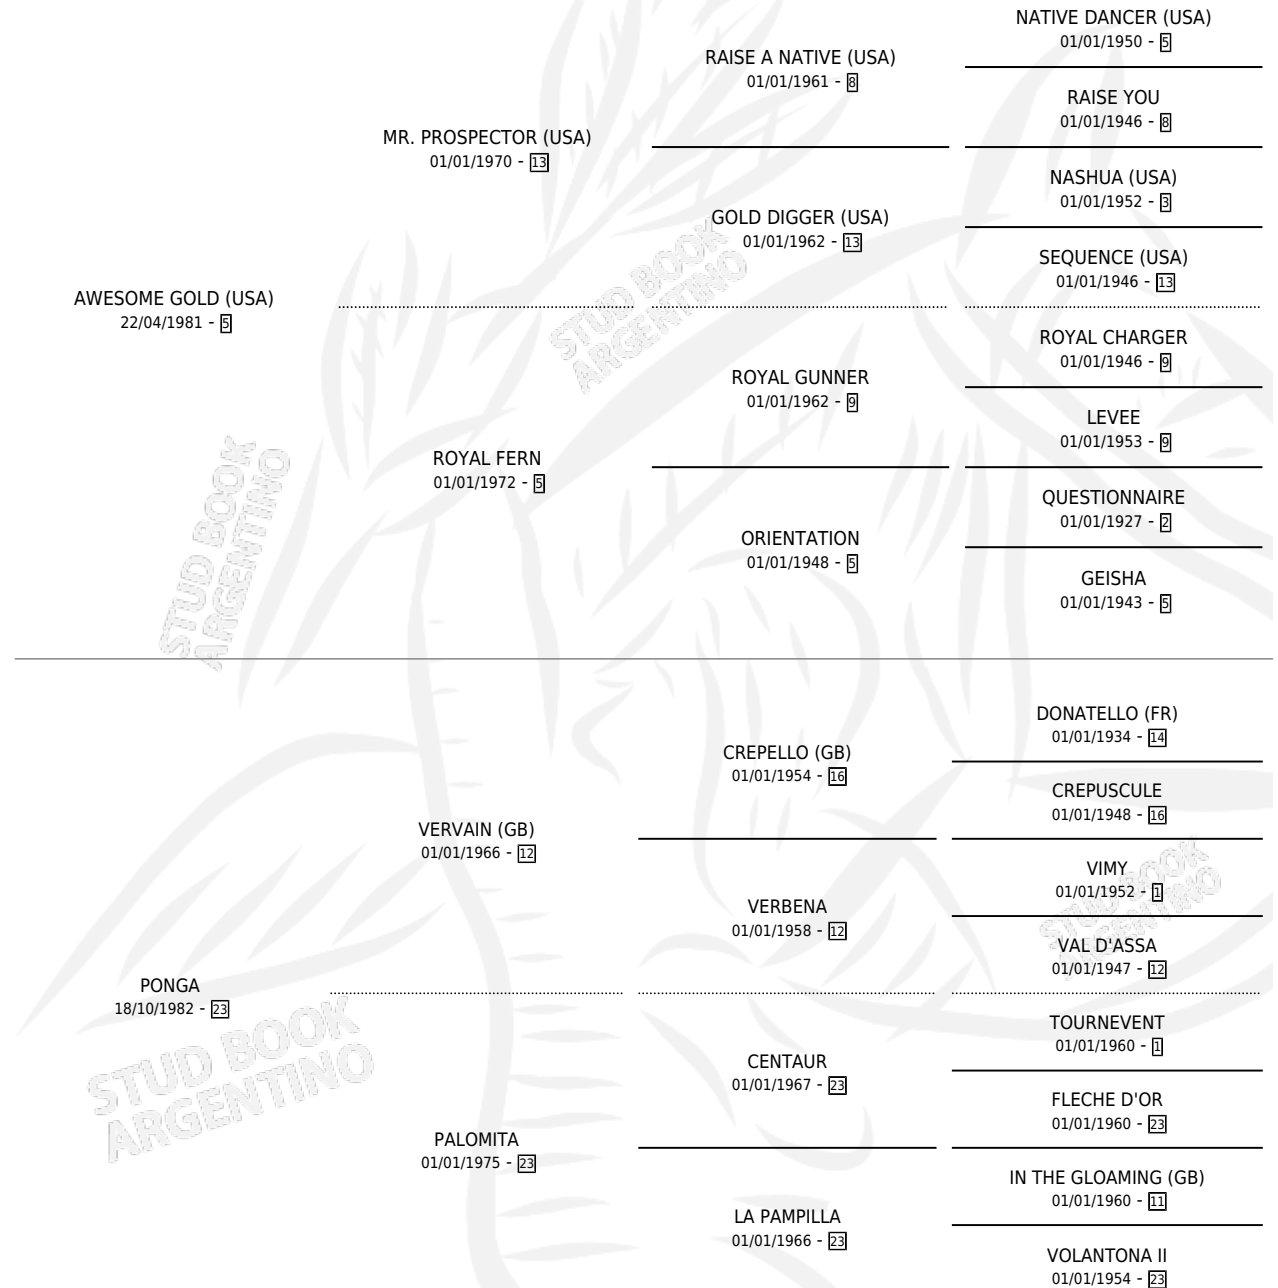 NATIVE DANCER (USA)
01/01/1950 - 5
RAISE A NATIVE (USA)
01/01/1961 - 8
RAISE YOU
01/01/1946 - 8
MR. PROSPECTOR (USA)
01/01/1970 - 13
NASHUA (USA)
01/01/1952 - 3
GOLD DIGGER (USA)
01/01/1962 - 13
SEQUENCE (USA)
01/01/1946 - 13
AWESOME GOLD (USA)
22/04/1981 - 5
STUD BOOK
ARGENTINO
ROYAL CHARGER
01/01/1946 - 9
ROYAL GUNNER
01/01/1962 - 9
LEVEE
01/01/1953 - 9
ROYAL FERN
01/01/1972 - 5
QUESTIONNAIRE
01/01/1927 - 2
ORIENTATION
01/01/1948 - 5
GEISHA
01/01/1943 - 5
STUD BOOK
ARGENTINO
DONATELLO (FR)
01/01/1934 - 14
CREPELLO (GB)
01/01/1954 - 16
CREPUSCULE
01/01/1948 - 16
VERVAIN (GB)
01/01/1966 - 12
VIMY
01/01/1952 - 1
VERBENA
01/01/1958 - 12
VAL D'ASSA
01/01/1947 - 12
STUD BOOK
ARGENTINO
PONGA
18/10/1982 - 23
STUD BOOK
ARGENTINO
TOURNEVENT
01/01/1960 - 1
CENTAUR
01/01/1967 - 23
FLECHE D'OR
01/01/1960 - 23
PALOMITA
01/01/1975 - 23
IN THE GLOAMING (GB)
01/01/1960 - 11
LA PAMPILLA
01/01/1966 - 23
VOLANTONA II
01/01/1954 - 23